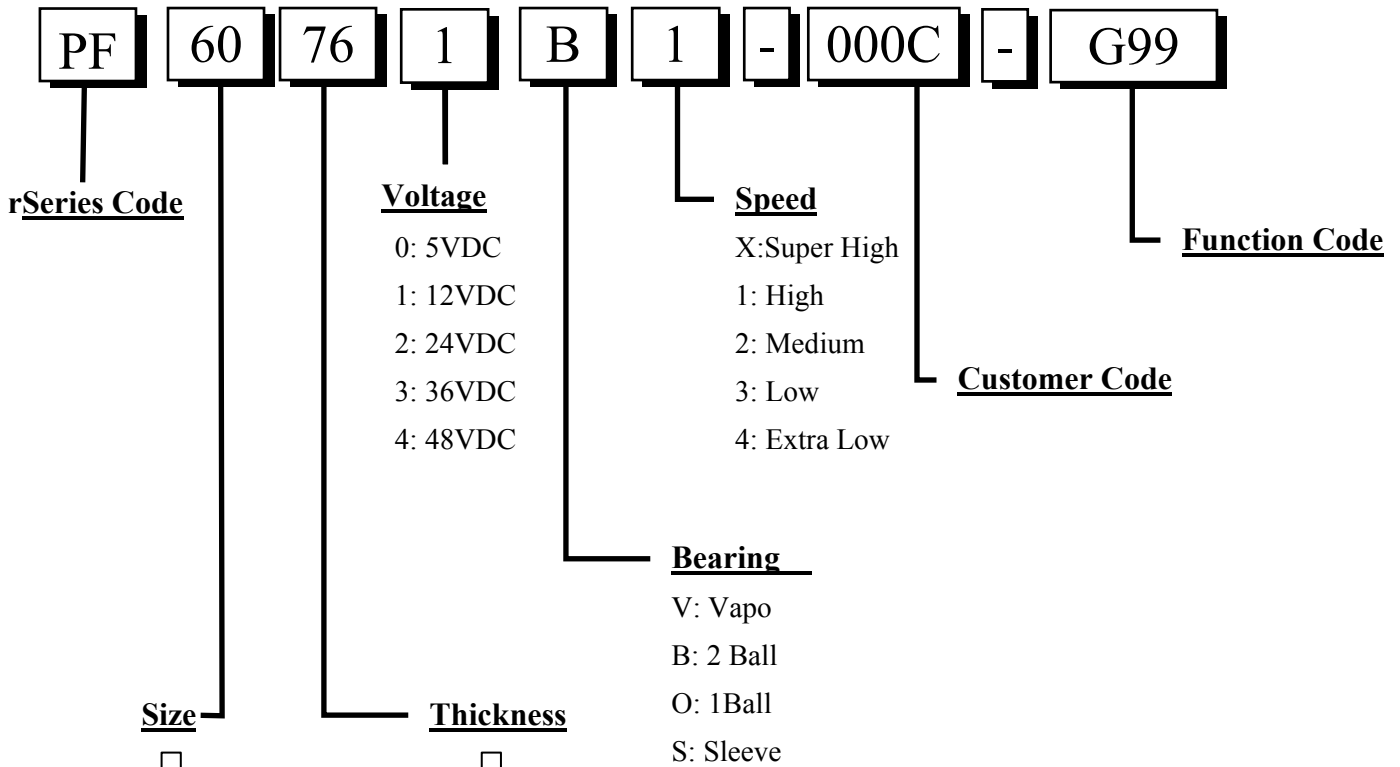 PF 60 76 1 B 1 - 000C - G99
rSeries Code
Voltage
0: 5VDC
1: 12VDC
2: 24VDC
3: 36VDC
4: 48VDC
Speed
X:Super High
1: High
2: Medium
3: Low
4: Extra Low
Function Code
Customer Code
Bearing
V: Vapo
B: 2 Ball
O: 1Ball
S: Sleeve
Size
Thickness